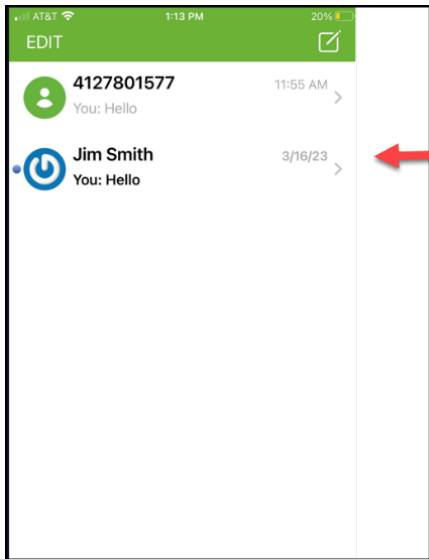 AT&T 1:13 PM 20%
EDIT
4127801577 11:55 AM
You: Hello
Jim Smith 3/16/23
You: Hello